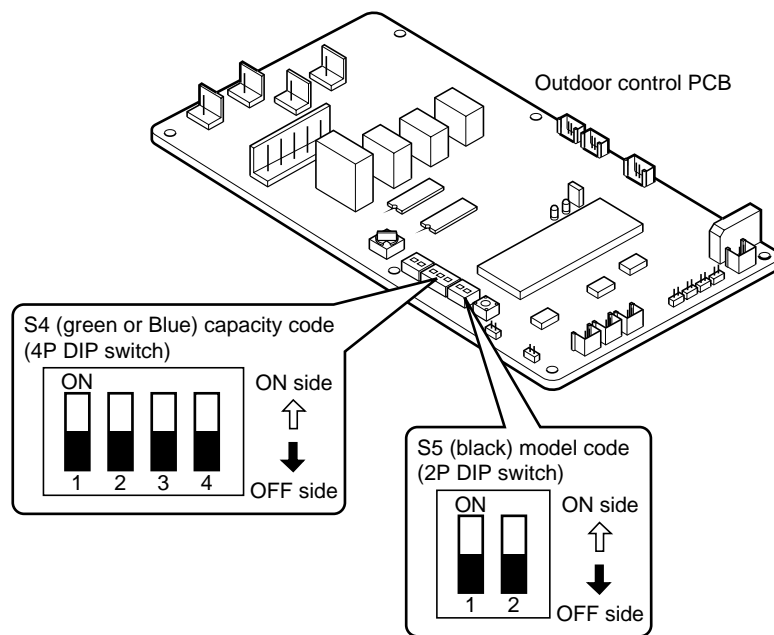 Outdoor control PCB
S4 (green or Blue) capacity code
(4P DIP switch)
ON
ON side
1 2 3 4
OFF side
S5 (black) model code
(2P DIP switch)
ON
ON side
1 2
OFF side